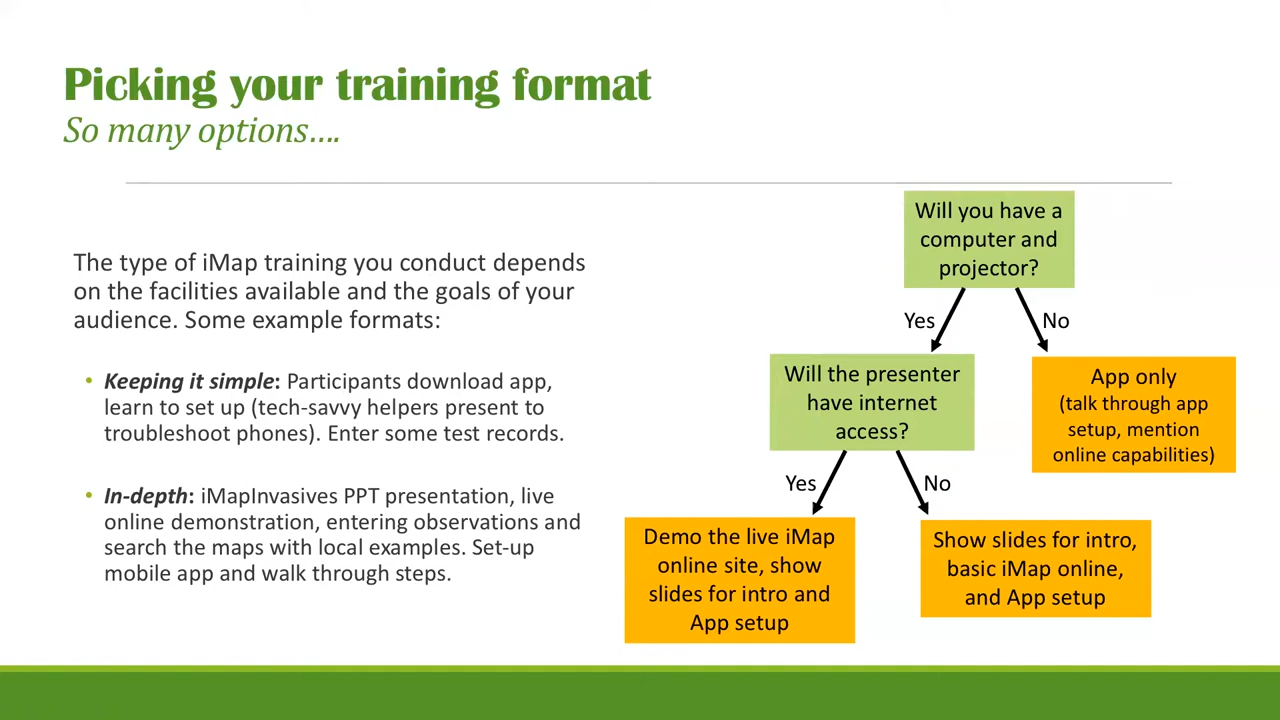 Picking your training format
So many options....
The type of iMap training you conduct depends
on the facilities available and the goals of your
audience. Some example formats:
• Keeping it simple: Participants download app,
learn to set up (tech-savvy helpers present to
troubleshoot phones). Enter some test records.
• In-depth: iMapInvasives PPT presentation, live
online demonstration, entering observations and
search the maps with local examples. Set-up
mobile app and walk through steps.
Will you have a
computer and
projector?
Yes
No
Will the presenter
have internet
access?
App only
(talk through app
setup, mention
online capabilities)
Yes
No
Demo the live iMap
online site, show
slides for intro and
App setup
Show slides for intro,
basic iMap online,
and App setup